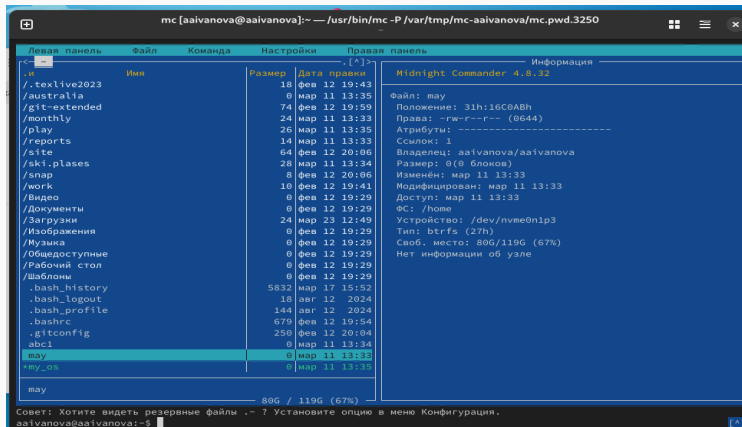 mc [aaivanova@aaivanova]:~ — /usr/bin/mc -P /var/tmp/mc-aaivanova/mc.pwd.3250
Левая панель Файл Команда Настройки Правая панель
<— ~ .[^]>
.и Имя Размер Дата правки
/.texlive2023 18 фев 12 19:43
/australia 0 мар 11 13:35
/git-extended 74 фев 12 19:59
/monthly 24 мар 11 13:33
/play 26 мар 11 13:35
/reports 14 мар 11 13:33
/site 64 фев 12 20:06
/ski.plases 28 мар 11 13:34
/snap 8 фев 12 20:06
/work 10 фев 12 19:41
/Видео 0 фев 12 19:29
/Документы 0 фев 12 19:29
/Загрузки 24 мар 23 12:49
/Изображения 0 фев 12 19:29
/Музыка 0 фев 12 19:29
/Общедоступные 0 фев 12 19:29
/Рабочий стол 0 фев 12 19:29
/Шаблоны 0 фев 12 19:29
.bash_history 5832 мар 17 15:52
.bash_logout 18 авг 12 2024
.bash_profile 144 авг 12 2024
.bashrc 679 фев 12 19:54
.gitconfig 250 фев 12 20:04
abc1 0 мар 11 13:34
may 0 мар 11 13:33
*my_os 0 мар 11 13:35
may
80G / 119G (67%)
Информация
Midnight Commander 4.8.32
Файл: may
Положение: 31h:16C0ABh
Права: -rw-r--r-- (0644)
Атрибуты: -------------------------
Ссылок: 1
Владелец: aaivanova/aaivanova
Размер: 0(0 блоков)
Изменён: мар 11 13:33
Модифицирован: мар 11 13:33
Доступ: мар 11 13:33
ФС: /home
Устройство: /dev/nvme0n1p3
Тип: btrfs (27h)
Своб. место: 80G/119G (67%)
Нет информации об узле
Совет: Хотите видеть резервные файлы .~ ? Установите опцию в меню Конфигурация.
aaivanova@aaivanova:~$
[^